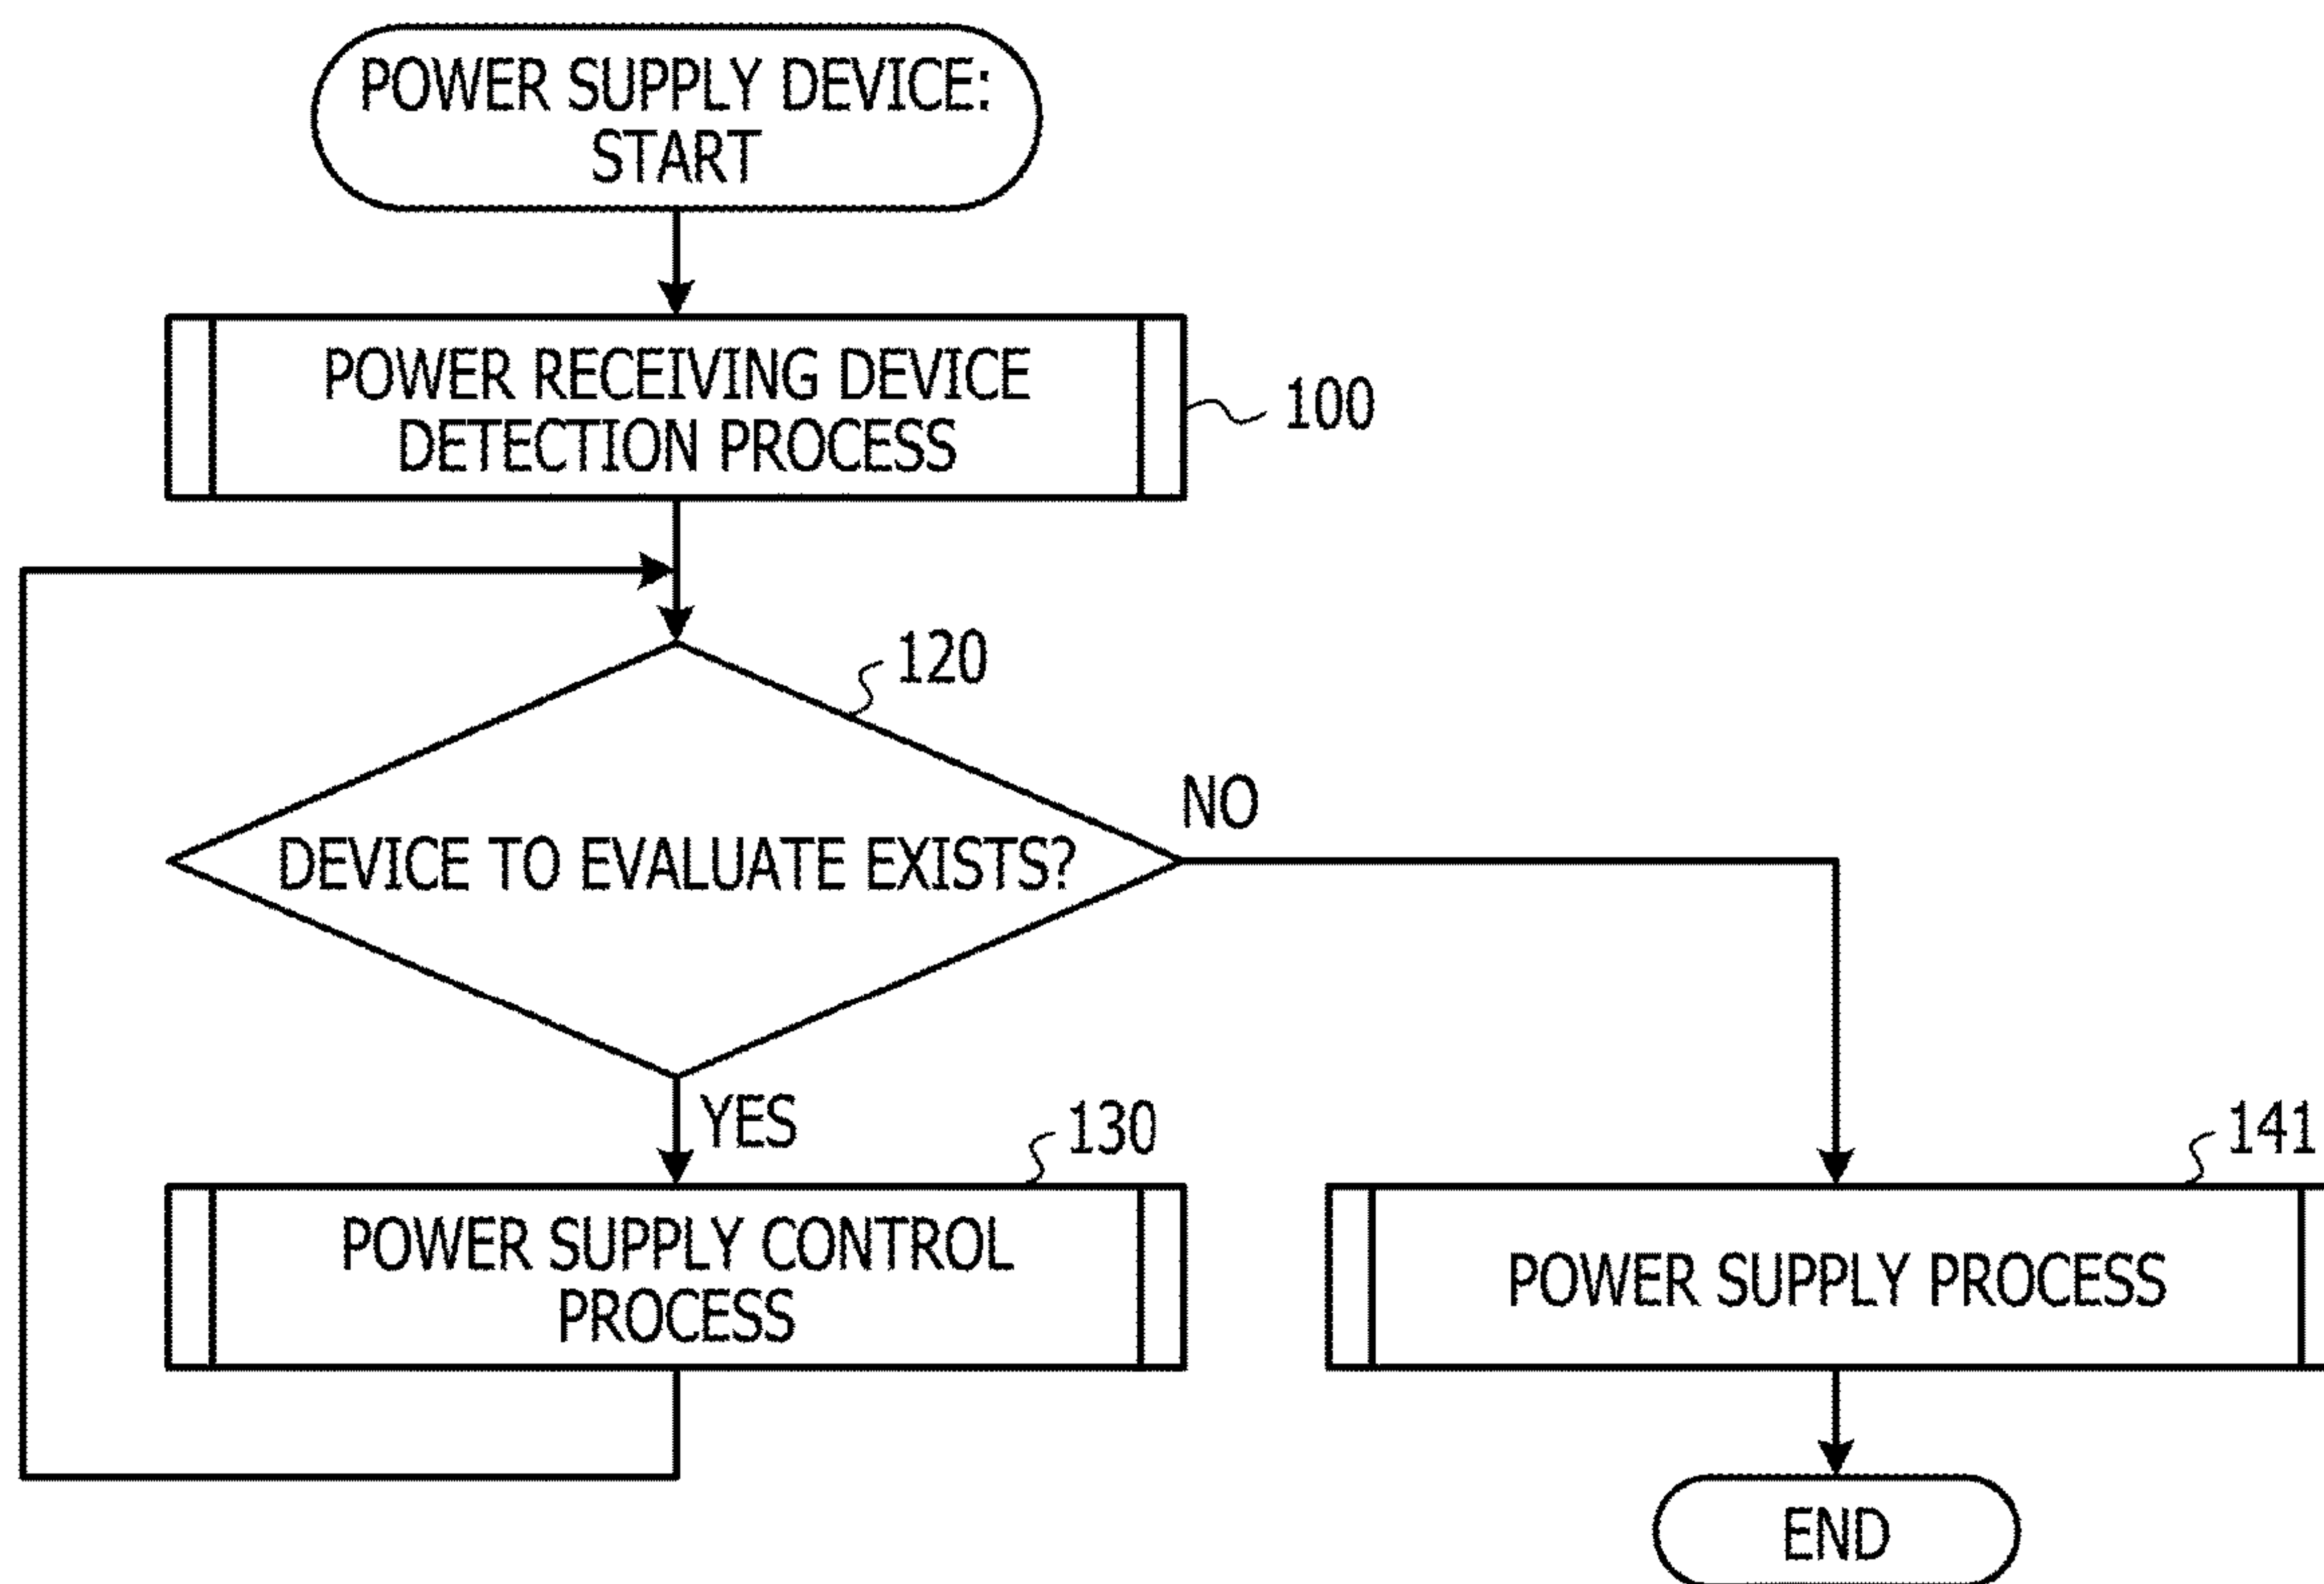 POWER SUPPLY DEVICE:
START
POWER RECEIVING DEVICE
DETECTION PROCESS
100
120
DEVICE TO EVALUATE EXISTS?
NO
YES
130
POWER SUPPLY CONTROL
PROCESS
141
POWER SUPPLY PROCESS
END